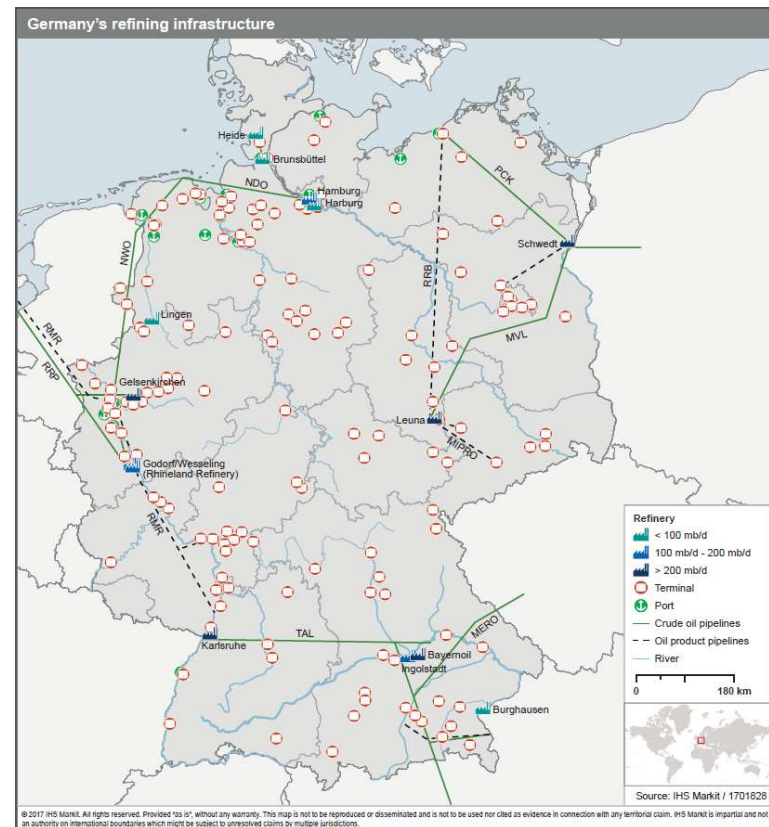 Germany's refining infrastructure
Heide
Brunsbüttel
NDO
Hamburg
Harburg
PCK
Schwedt
NWO
RRB
Lingen
MVL
RMR
RRP
Gelsenkirchen
Leuna
MIPRO
Godorf/Wesseling
(Rhineland Refinery)
RMR
Karlsruhe
TAL
MERO
Bayernoil
Ingolstadt
Burghausen
Refinery
< 100 mb/d
100 mb/d - 200 mb/d
> 200 mb/d
Terminal
Port
Crude oil pipelines
Oil product pipelines
River
0 180 km
Source: IHS Markit / 1701828
© 2017 IHS Markit. All rights reserved. Provided "as is", without any warranty. This map is not to be reproduced or disseminated and is not to be used nor cited as evidence in connection with any territorial claim. IHS Markit is impartial and not
an authority on international boundaries which might be subject to unresolved claims by multiple jurisdictions.